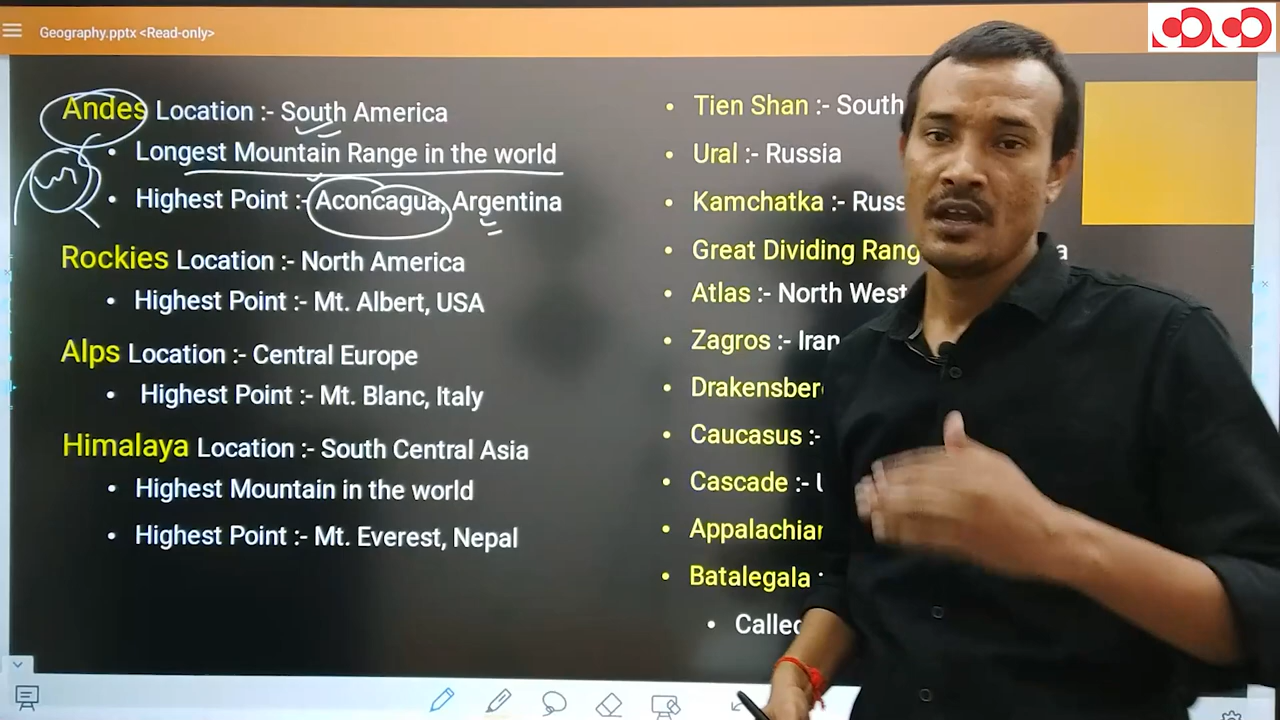 Geography.pptx <Read-only>
Andes Location :- South America
• Longest Mountain Range in the world
• Highest Point :- Aconcagua, Argentina
Rockies Location :- North America
• Highest Point :- Mt. Albert, USA
Alps Location :- Central Europe
• Highest Point :- Mt. Blanc, Italy
Himalaya Location :- South Central Asia
• Highest Mountain in the world
• Highest Point :- Mt. Everest, Nepal
• Tien Shan :- South
• Ural :- Russia
• Kamchatka :- Russ
• Great Dividing Rang a
• Atlas :- North West
• Zagros :- Iran
• Drakensber
• Caucasus :-
• Cascade :- U
• Appalachian
• Batalegala
• Called